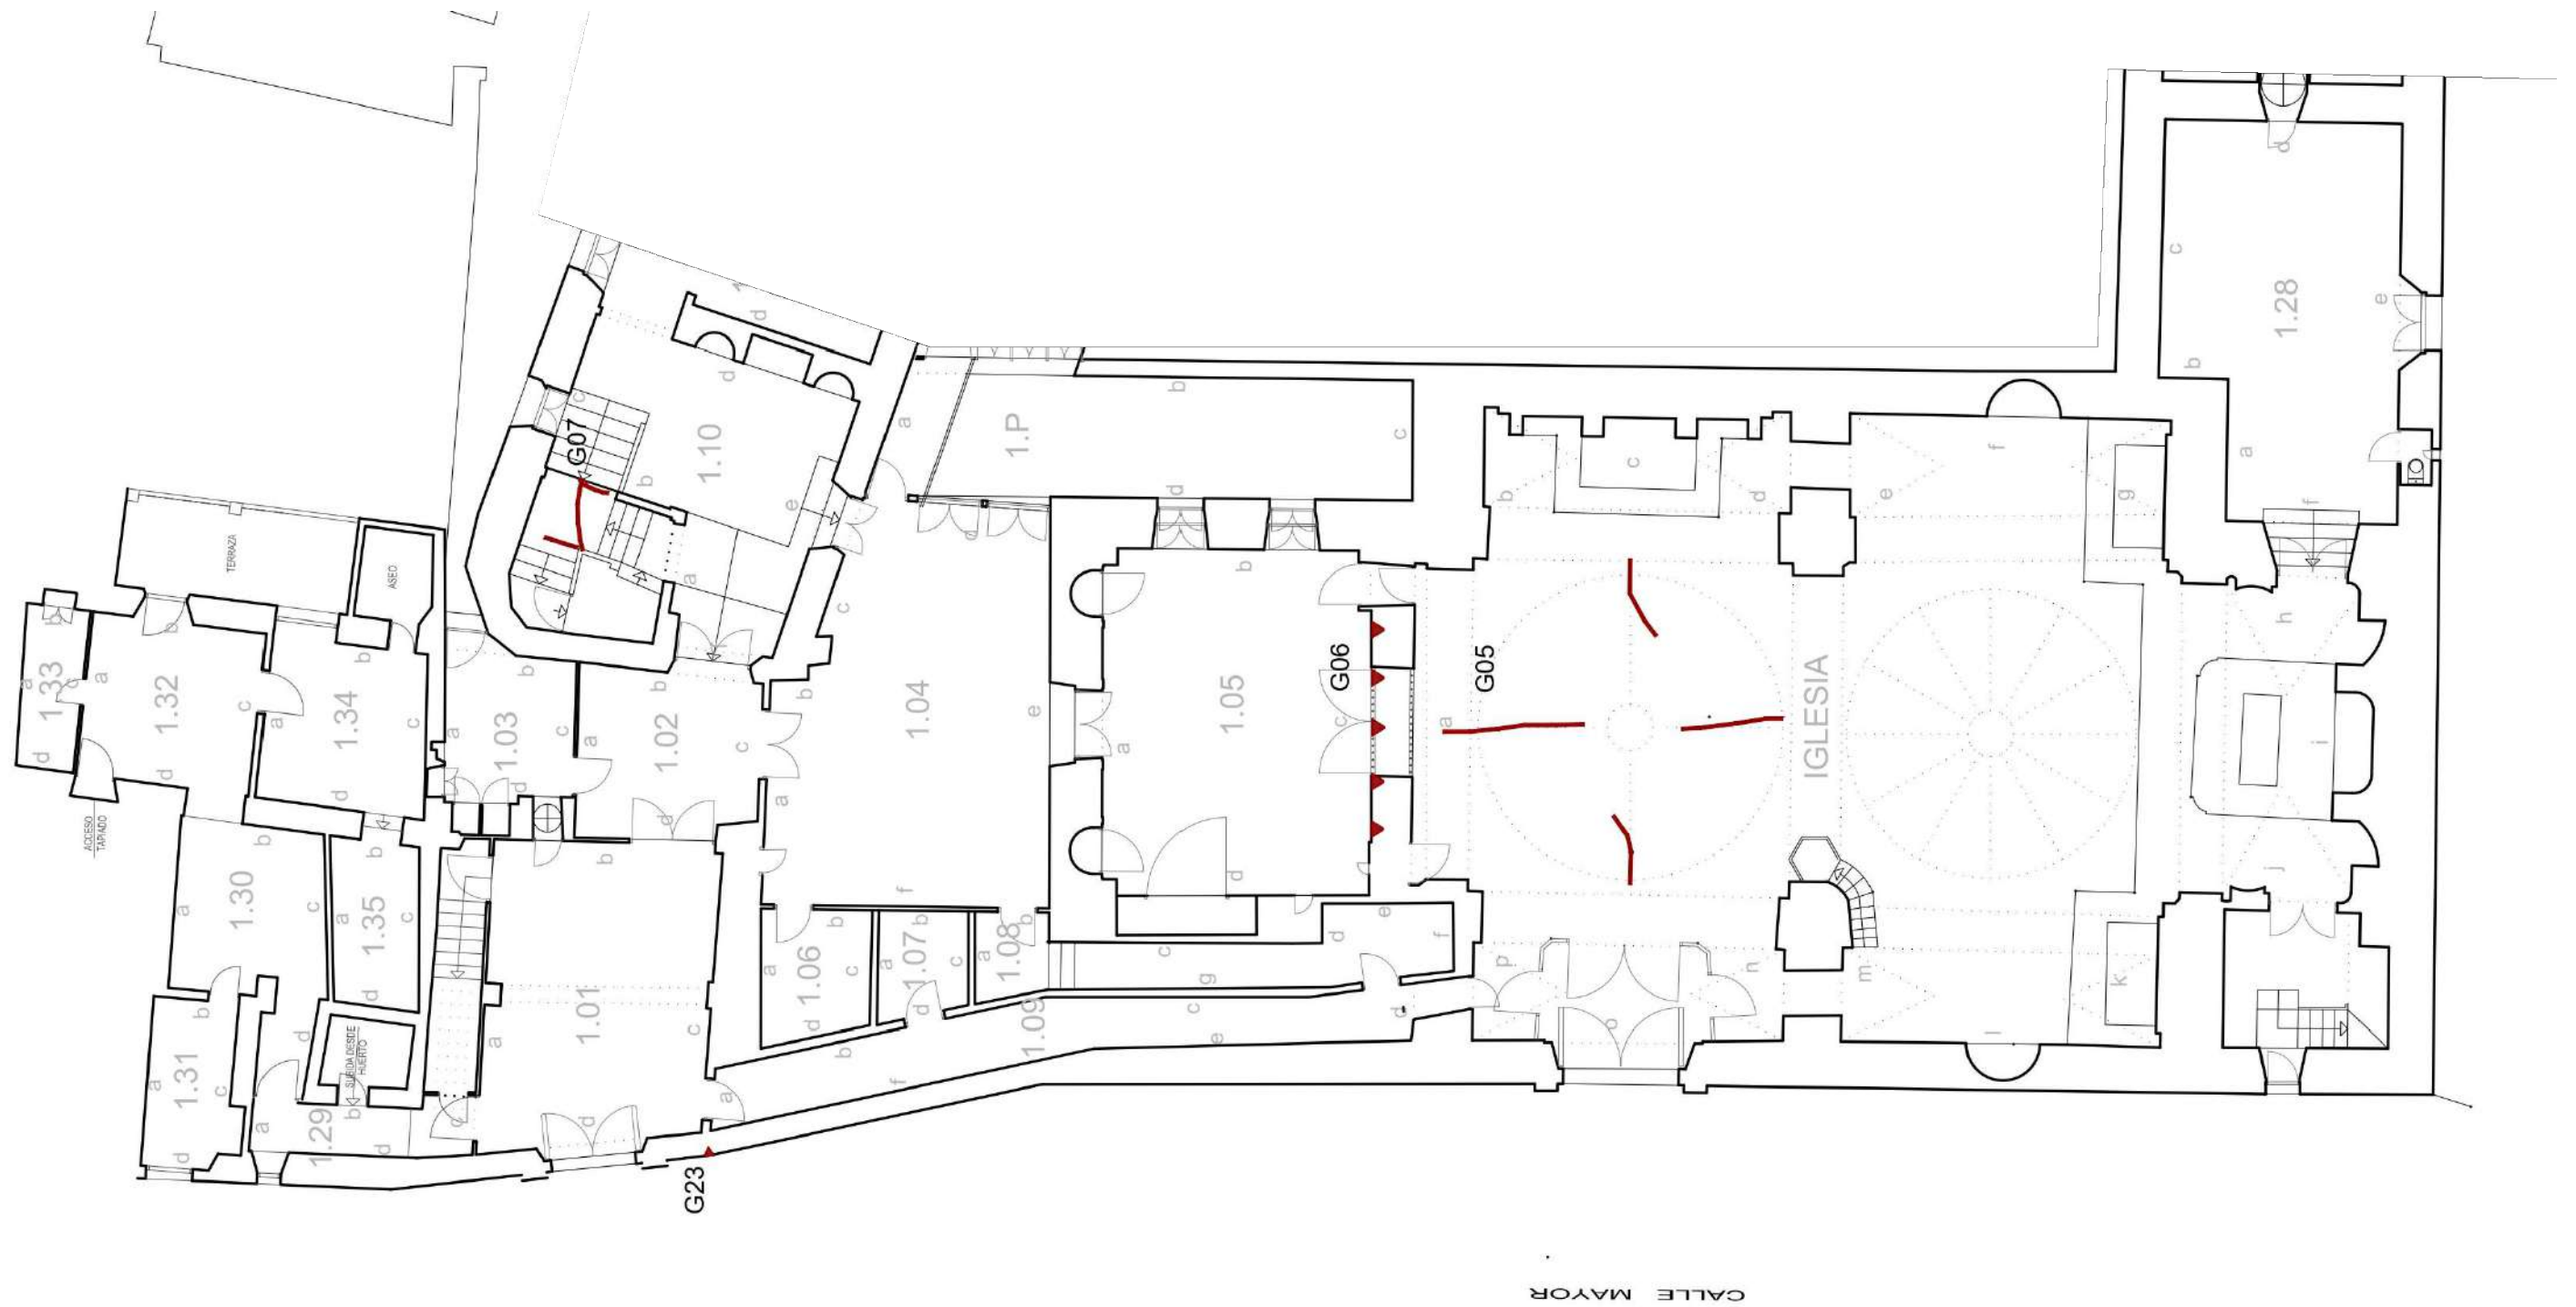 d
c
1.28
e
b
a
f
d
d
c
G07
b
1.10
e
a
a
1.P
b
c
d
d
c
b
c
d
e
f
g
TERRAZA
ASEO
b
1.33
a
c
d
b
a
1.32
c
d
b
a
1.34
c
d
b
a
1.03
c
d
b
a
1.02
c
d
c
b
a
1.04
e
f
b
a
1.05
c
d
G06
G05
a
IGLESIA
h
i
j
ACCESO
TAPIADO
b
a
1.30
c
d
b
a
1.35
c
d
b
a
1.01
c
d
b
a
1.06
c
d
b
a
1.07
c
d
b
a
1.08
c
d
e
f
g
p
n
m
k
l
o
b
a
1.31
c
d
SUBIDA DESDE
HUERTO
a
1.29
b
d
c
a
b
1.09
c
d
e
f
G23
CALLE MAYOR